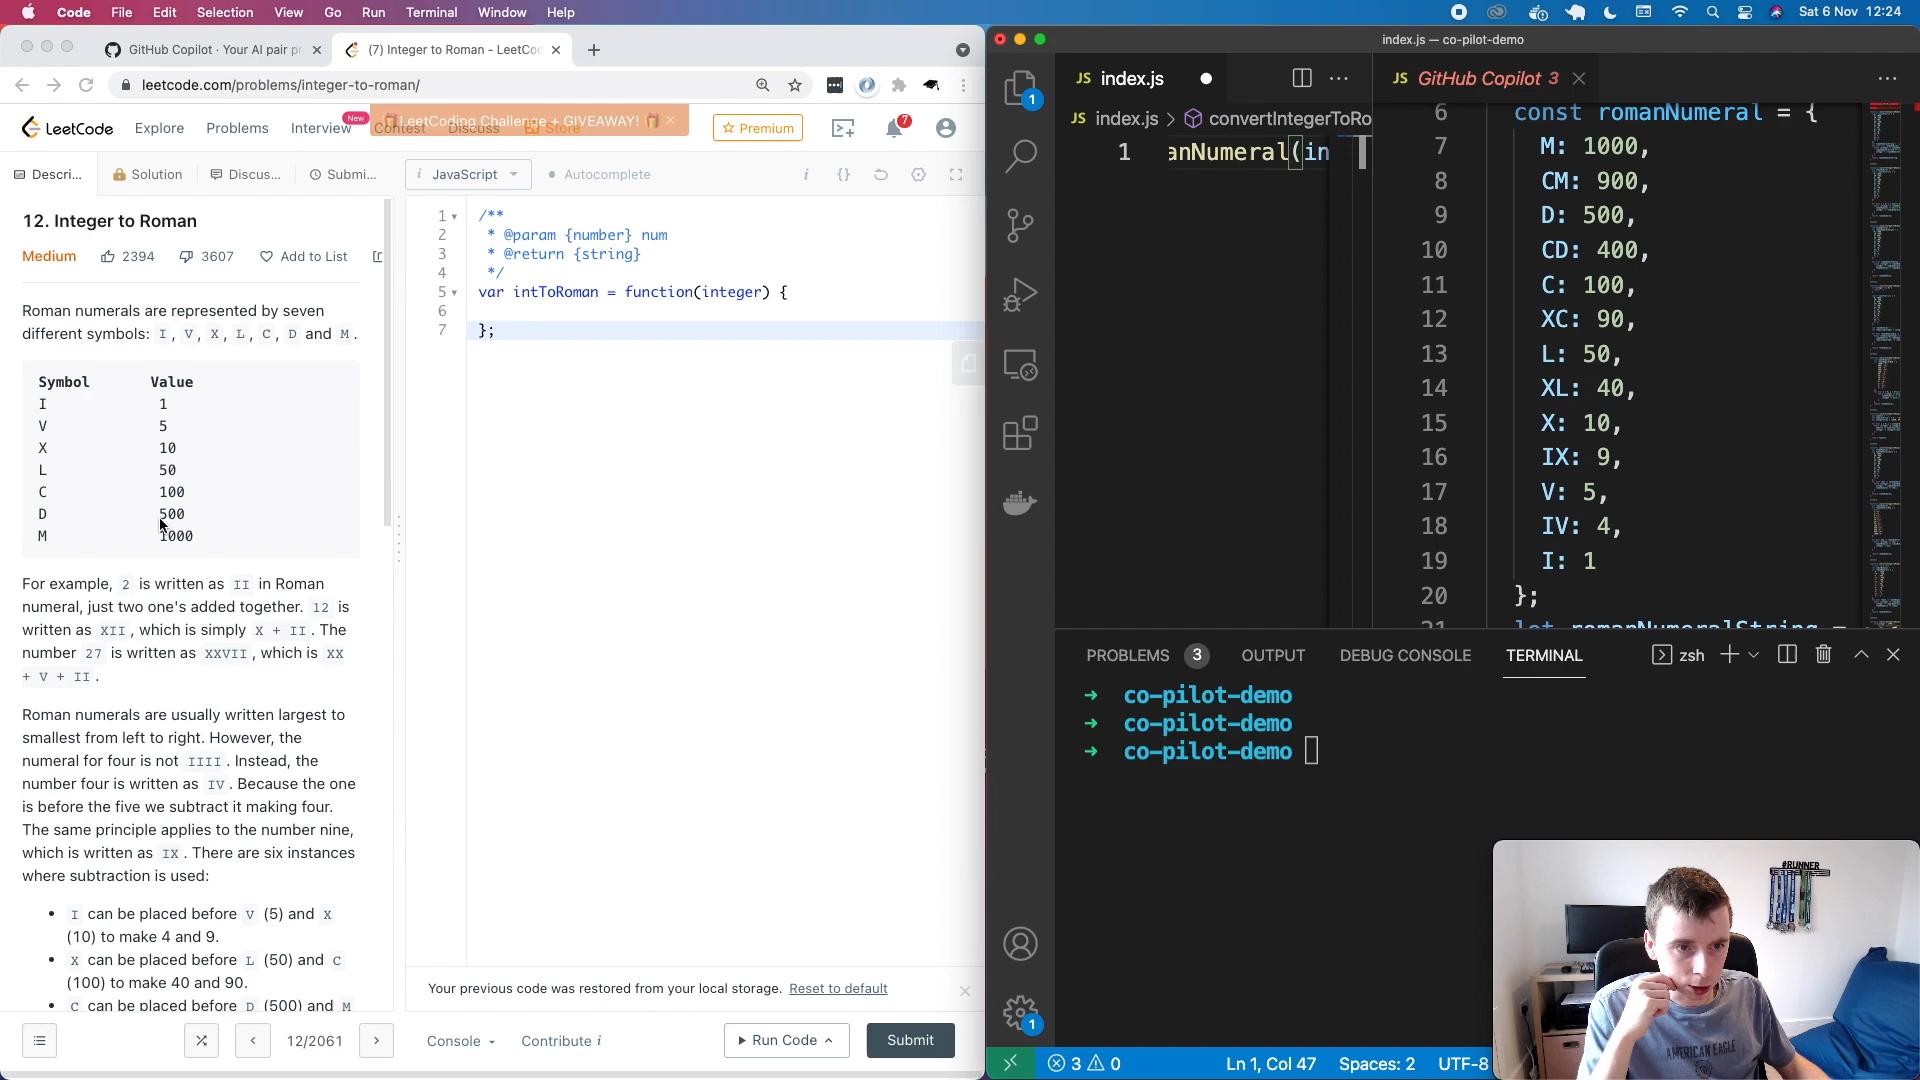 Code File Edit Selection View Go Run Terminal Window Help
Sat 6 Nov 12:24
GitHub Copilot · Your AI pair pr
(7) Integer to Roman - LeetCod
leetcode.com/problems/integer-to-roman/
LeetCode Explore Problems Interview New Contest Discuss Store
LeetCoding Challenge + GIVEAWAY!
Premium
7
Descri... Solution Discus... Submi...
JavaScript Autocomplete
12. Integer to Roman
Medium 2394 3607 Add to List
Roman numerals are represented by seven
different symbols: I, V, X, L, C, D and M.
Symbol Value
I 1
V 5
X 10
L 50
C 100
D 500
M 1000
For example, 2 is written as II in Roman
numeral, just two one's added together. 12 is
written as XII, which is simply X + II. The
number 27 is written as XXVII, which is XX
+ V + II.
Roman numerals are usually written largest to
smallest from left to right. However, the
numeral for four is not IIII. Instead, the
number four is written as IV. Because the one
is before the five we subtract it making four.
The same principle applies to the number nine,
which is written as IX. There are six instances
where subtraction is used:
• I can be placed before V (5) and X
(10) to make 4 and 9.
• X can be placed before L (50) and C
(100) to make 40 and 90.
• C can be placed before D (500) and M
1 /**
2 * @param {number} num
3 * @return {string}
4 */
5 var intToRoman = function(integer) {
6
7 };
Your previous code was restored from your local storage. Reset to default
12/2061
Console Contribute i
Run Code Submit
index.js — co-pilot-demo
JS index.js
JS GitHub Copilot 3
JS index.js > convertIntegerToRo
1 anNumeral(in
6 const romanNumeral = {
7 M: 1000,
8 CM: 900,
9 D: 500,
10 CD: 400,
11 C: 100,
12 XC: 90,
13 L: 50,
14 XL: 40,
15 X: 10,
16 IX: 9,
17 V: 5,
18 IV: 4,
19 I: 1
20 };
21 let romanNumeralString =
1
PROBLEMS 3 OUTPUT DEBUG CONSOLE TERMINAL zsh
→ co-pilot-demo
→ co-pilot-demo
→ co-pilot-demo
1
3 0 Ln 1, Col 47 Spaces: 2 UTF-8
#RUNNER
AMERICAN EAGLE